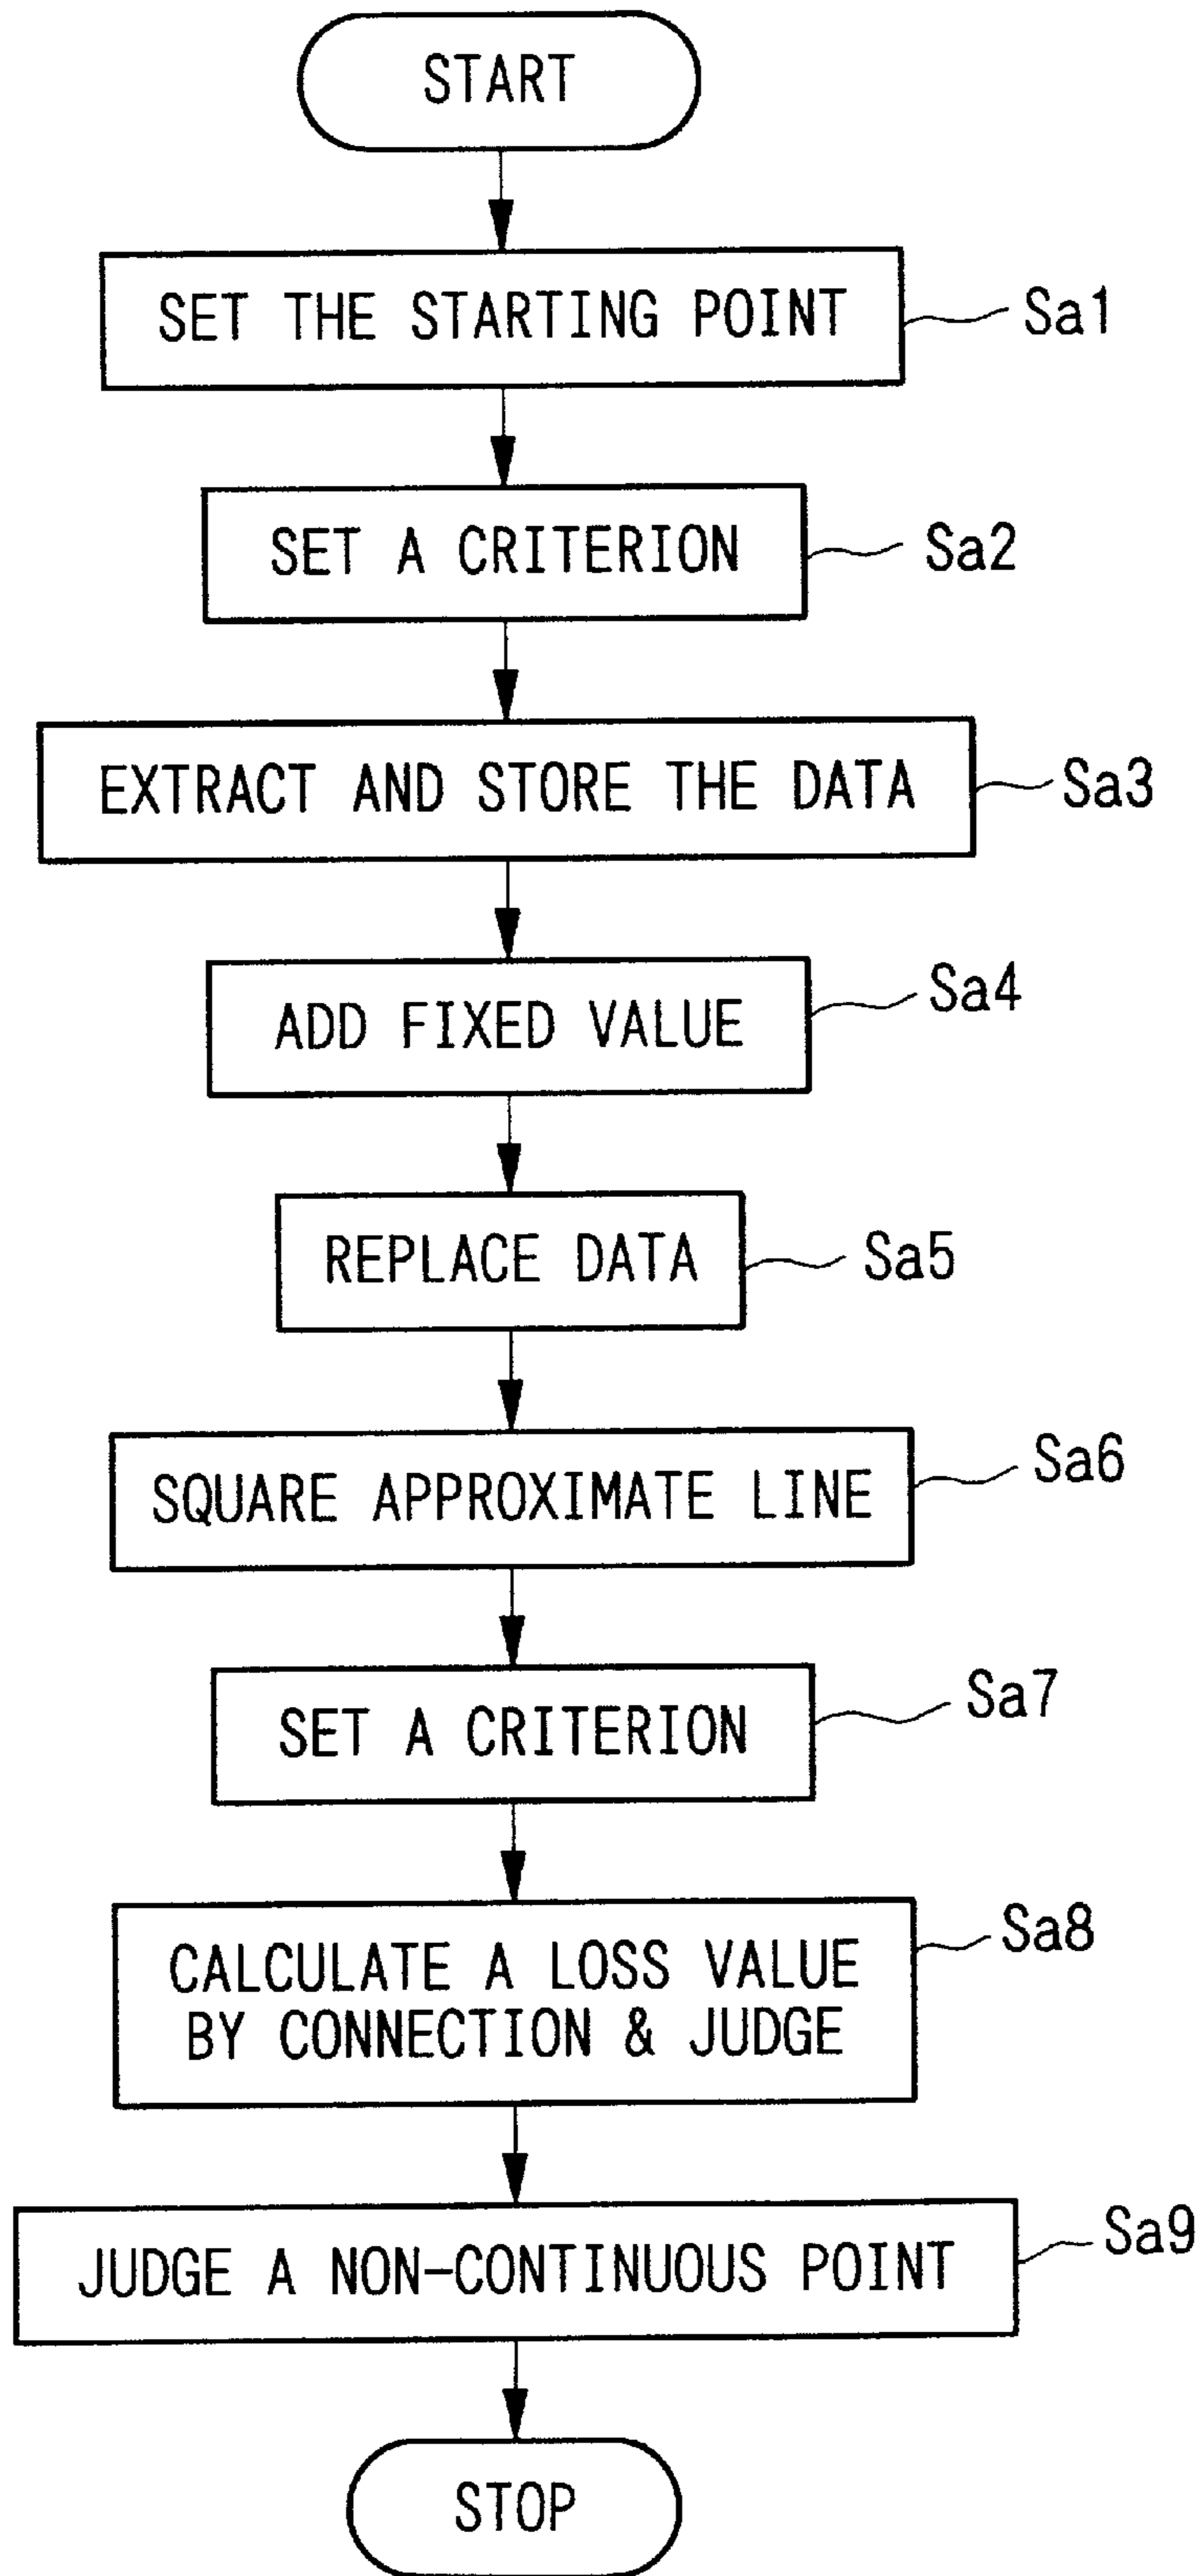 START
SET THE STARTING POINT
Sa1
SET A CRITERION
Sa2
EXTRACT AND STORE THE DATA
Sa3
ADD FIXED VALUE
Sa4
REPLACE DATA
Sa5
SQUARE APPROXIMATE LINE
Sa6
SET A CRITERION
Sa7
CALCULATE A LOSS VALUE
BY CONNECTION & JUDGE
Sa8
JUDGE A NON-CONTINUOUS POINT
Sa9
STOP